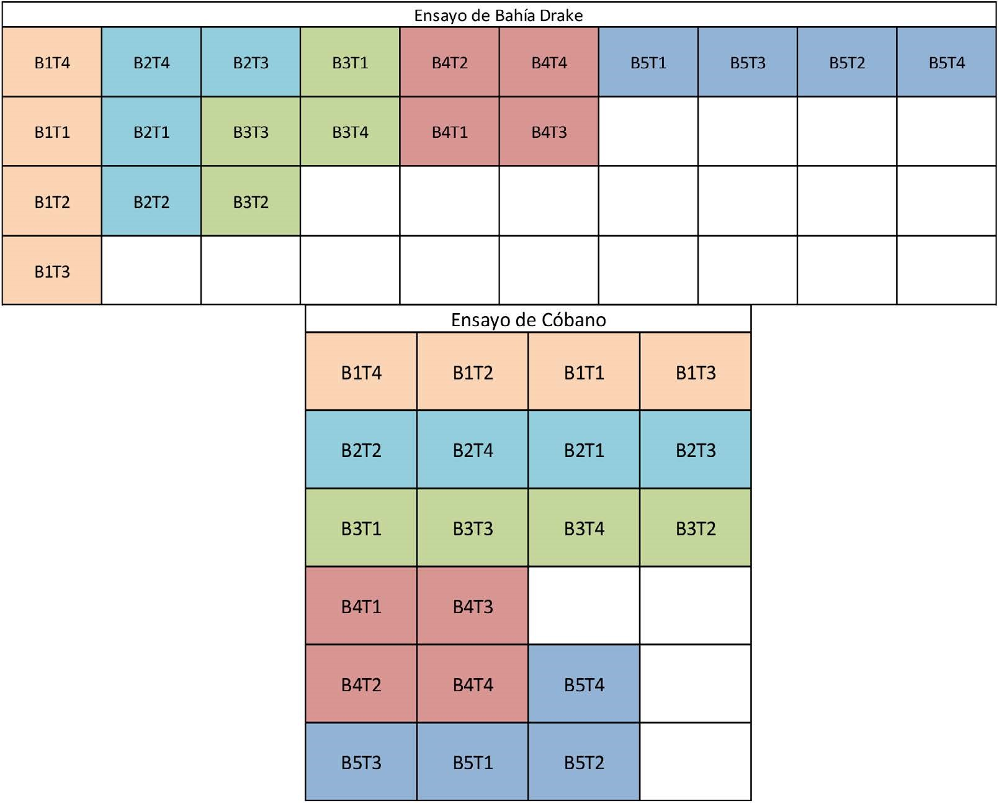 Ensayo de Bahía Drake
B1T4 B2T4 B2T3 B3T1 B4T2 B4T4 B5T1 B5T3 B5T2 B5T4
B1T1 B2T1 B3T3 B3T4 B4T1 B4T3
B1T2 B2T2 B3T2
B1T3
Ensayo de Cóbano
B1T4 B1T2 B1T1 B1T3
B2T2 B2T4 B2T1 B2T3
B3T1 B3T3 B3T4 B3T2
B4T1 B4T3
B4T2 B4T4 B5T4
B5T3 B5T1 B5T2